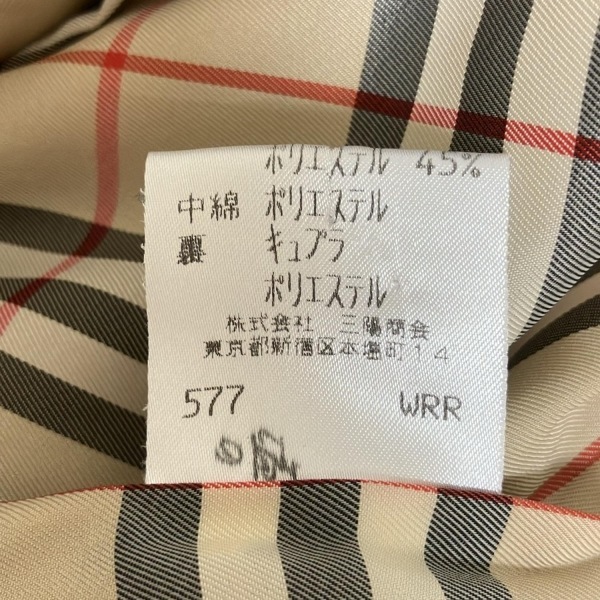 ポリエステル 45%
中綿 ポリエステル
裏 キュプラ
ポリエステル
株式会社 三陽商会
東京都新宿区本塩町14
577 WRR